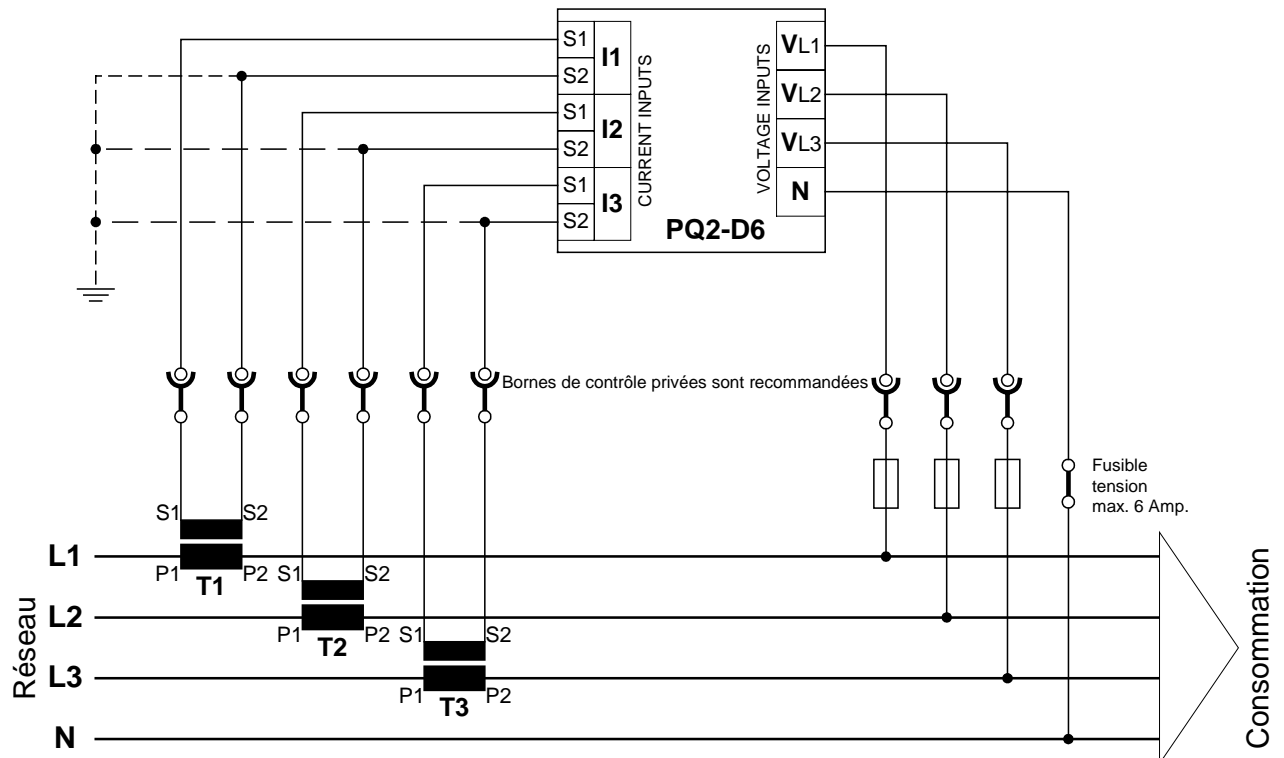 S1
I1
S2
S1
I2
S2
S1
I3
S2
CURRENT INPUTS
VOLTAGE INPUTS
VL1
VL2
VL3
N
PQ2-D6
Bornes de contrôle privées sont recommandées
Fusible
tension
max. 6 Amp.
S1 S2
L1
P1 P2
T1
S1 S2
L2
P1 P2
T2
S1 S2
L3
P1 P2
T3
N
Réseau
Consommation